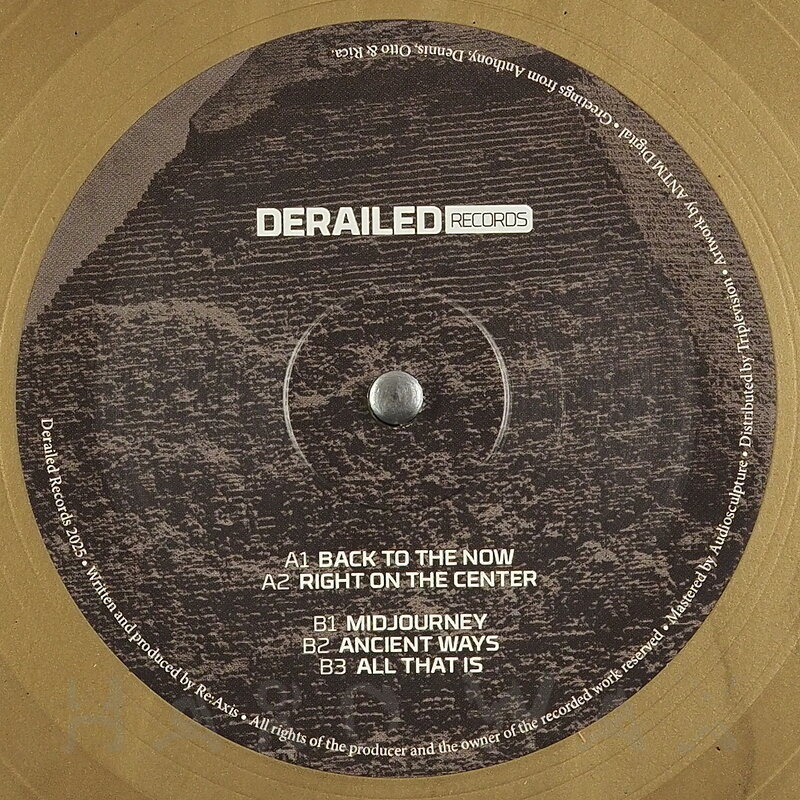 DERAILED RECORDS
A1 BACK TO THE NOW
A2 RIGHT ON THE CENTER
B1 MIDJOURNEY
B2 ANCIENT WAYS
B3 ALL THAT IS
Derailed Records 2025 • Written and produced by Re:Axis • All rights of the producer and the owner of the recorded work reserved • Mastered by Audiosculpture • Distributed by Triplevision • Artwork by ANTM Digital • Greetings from Anthony, Dennis, Otto & Rica.
HARD WAX